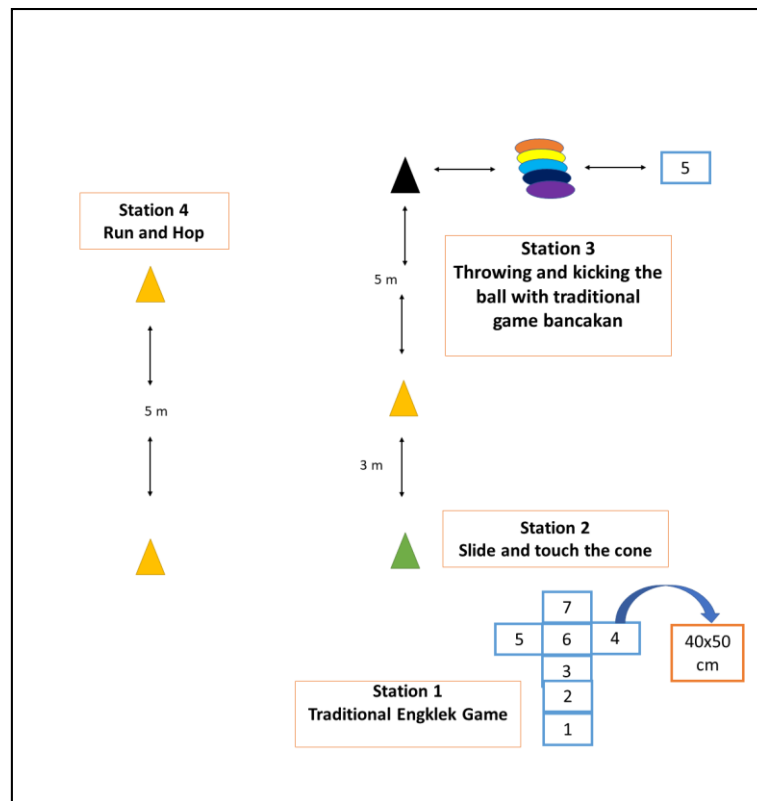 5
Station 4
Run and Hop
Station 3
Throwing and kicking the
ball with traditional
game bancakan
5 m
5 m
3 m
Station 2
Slide and touch the cone
7
5 6 4
40x50
cm
3
Station 1
Traditional Engklek Game
2
1